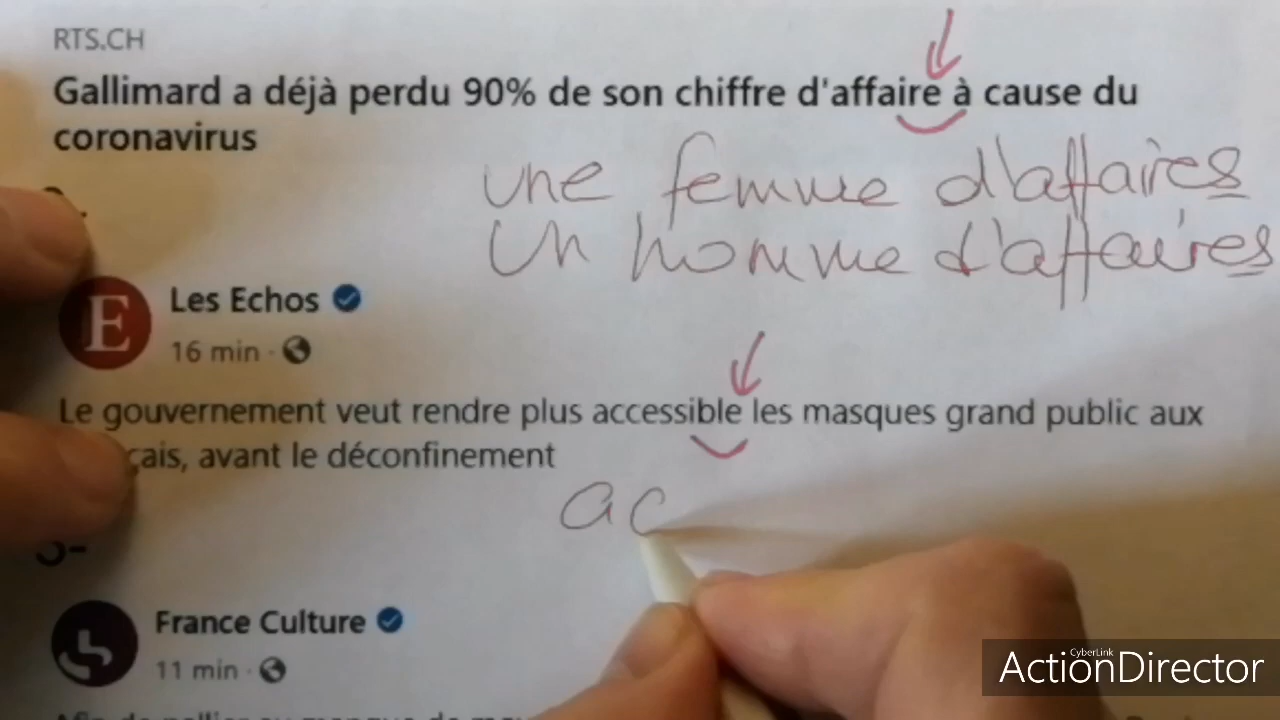 RTS.CH
Gallimard a déjà perdu 90% de son chiffre d'affaire à cause du
coronavirus
une femme d'affaires
un homme d'affaires
Les Echos
16 min ·
Le gouvernement veut rendre plus accessible les masques grand public aux
çais, avant le déconfinement
ac
3-
France Culture
11 min ·
CyberLink
ActionDirector